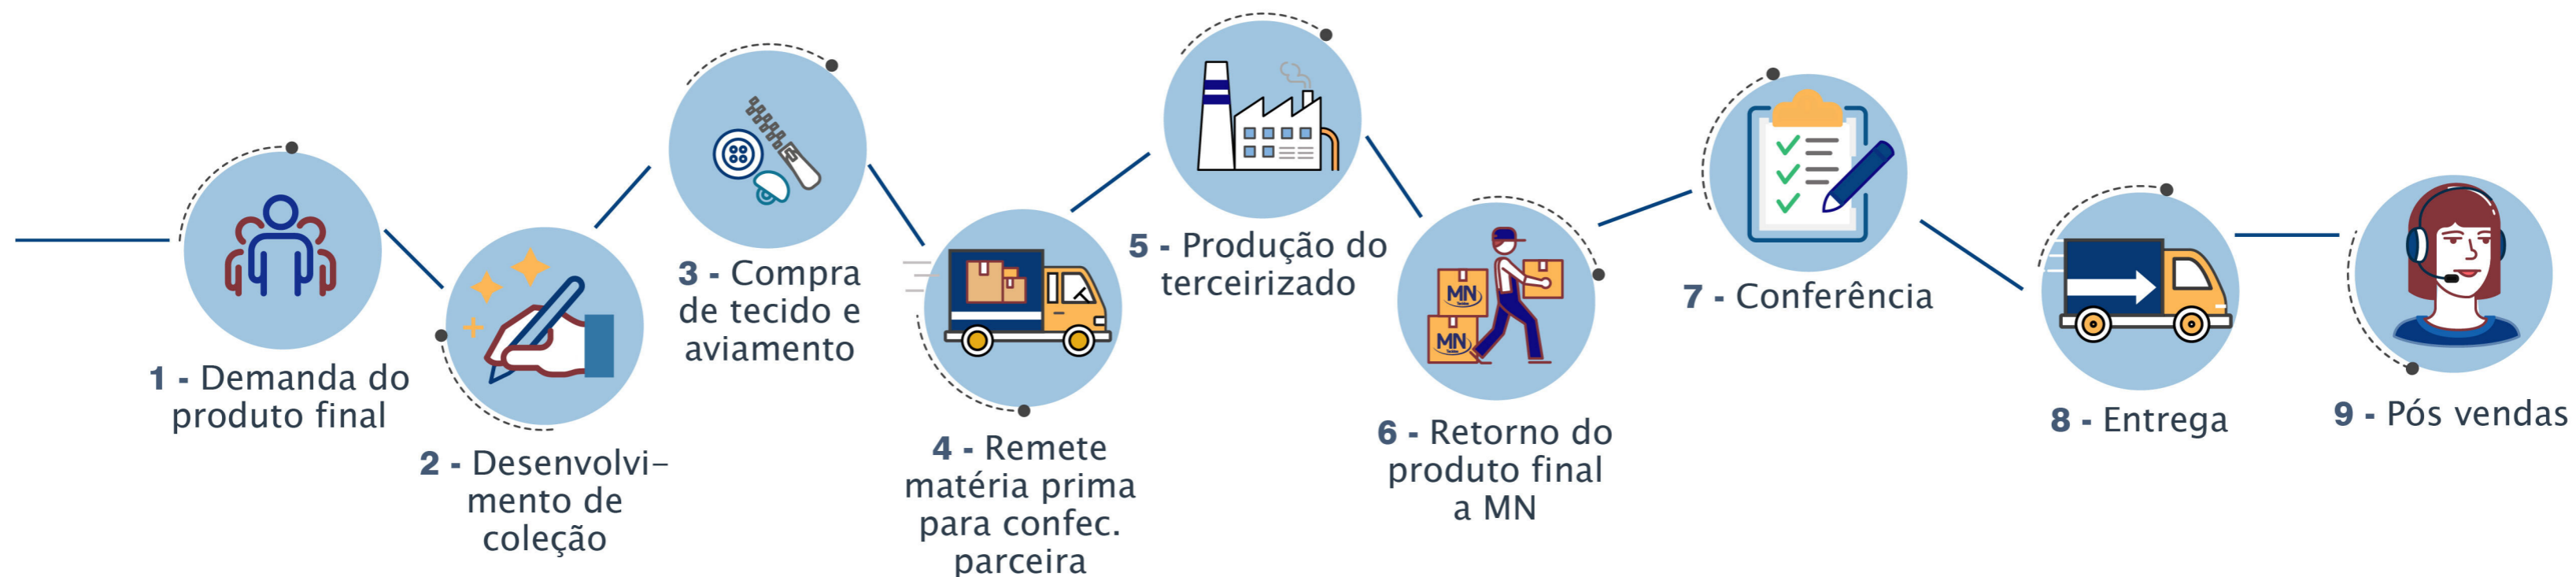 1 - Demanda do
produto final
2 - Desenvolvi-
mento de
coleção
3 - Compra
de tecido e
aviamento
4 - Remete
matéria prima
para confec.
parceira
5 - Produção do
terceirizado
MN
MN
6 - Retorno do
produto final
a MN
7 - Conferência
8 - Entrega
9 - Pós vendas